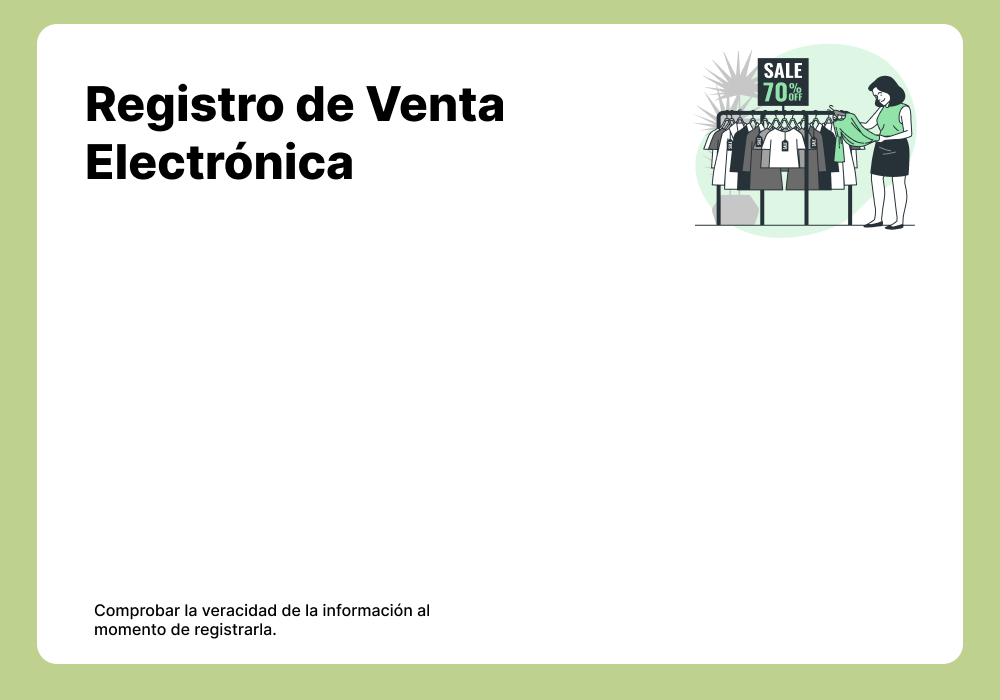 Registro de Venta
Electrónica
SALE
70% OFF
Comprobar la veracidad de la información al
momento de registrarla.